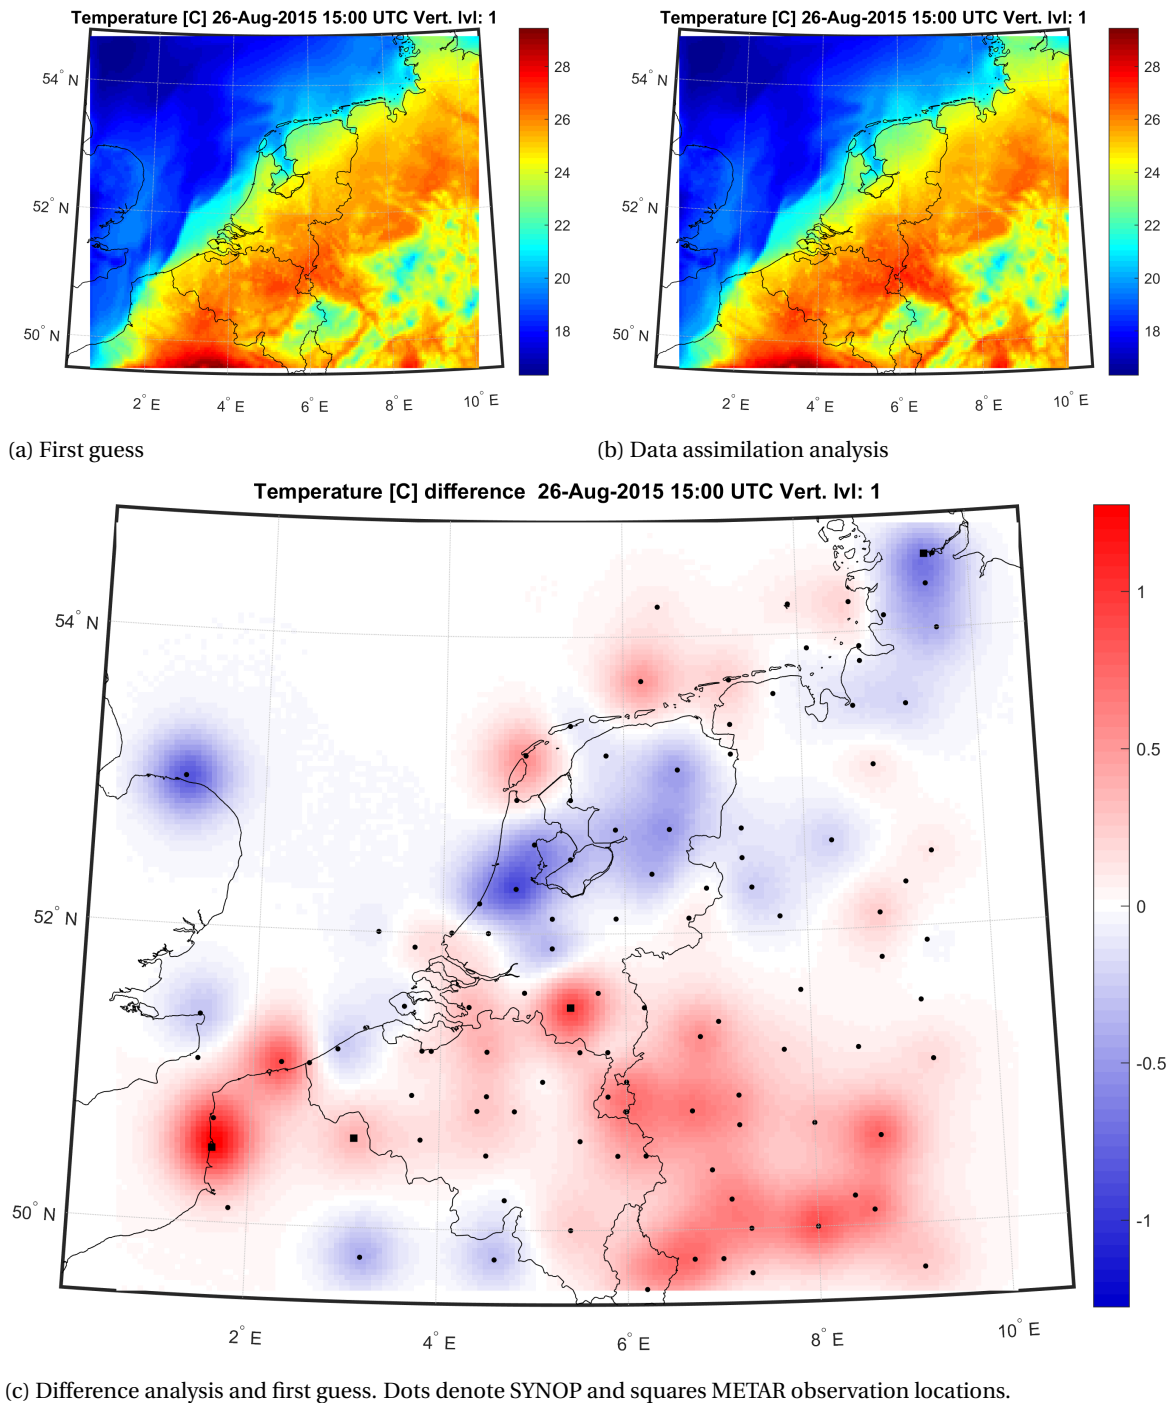 Temperature [C] 26-Aug-2015 15:00 UTC Vert. lvl: 1
54° N
52° N
50° N
2° E
4° E
6° E
8° E
10° E
28
26
24
22
20
18
Temperature [C] 26-Aug-2015 15:00 UTC Vert. lvl: 1
54° N
52° N
50° N
2° E
4° E
6° E
8° E
10° E
28
26
24
22
20
18
(a) First guess
(b) Data assimilation analysis
Temperature [C] difference 26-Aug-2015 15:00 UTC Vert. lvl: 1
54° N
52° N
50° N
2° E
4° E
6° E
8° E
10° E
1
0.5
0
-0.5
-1
(c) Difference analysis and first guess. Dots denote SYNOP and squares METAR observation locations.